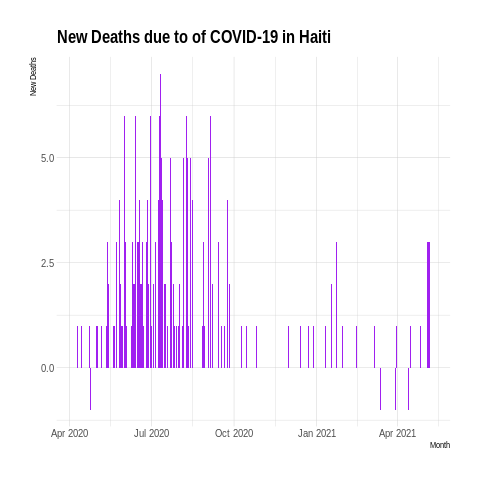 New Deaths due to of COVID-19 in Haiti
New Deaths
5.0
2.5
0.0
Apr 2020 Jul 2020 Oct 2020 Jan 2021 Apr 2021
Month